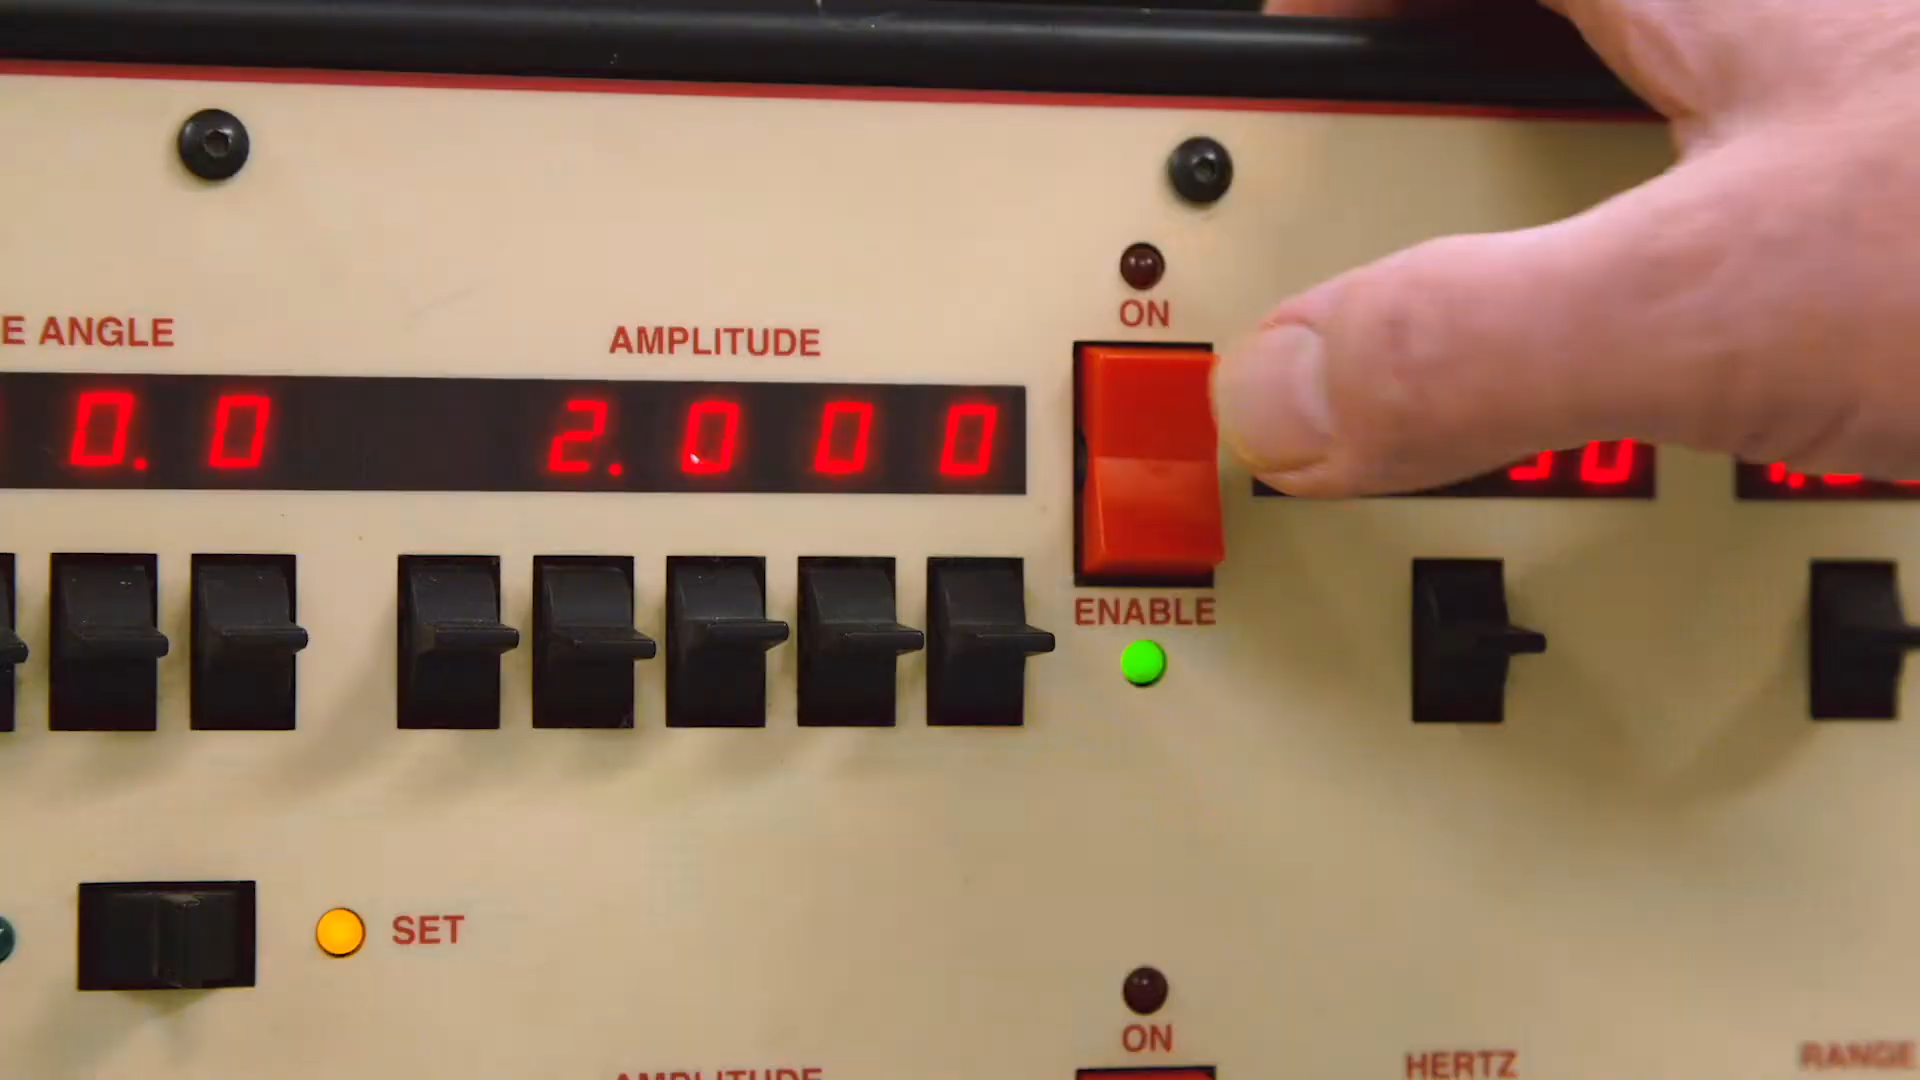 ON
E ANGLE
AMPLITUDE
0.0
2.000
ENABLE
SET
ON
AMPLITUDE
HERTZ
RANGE